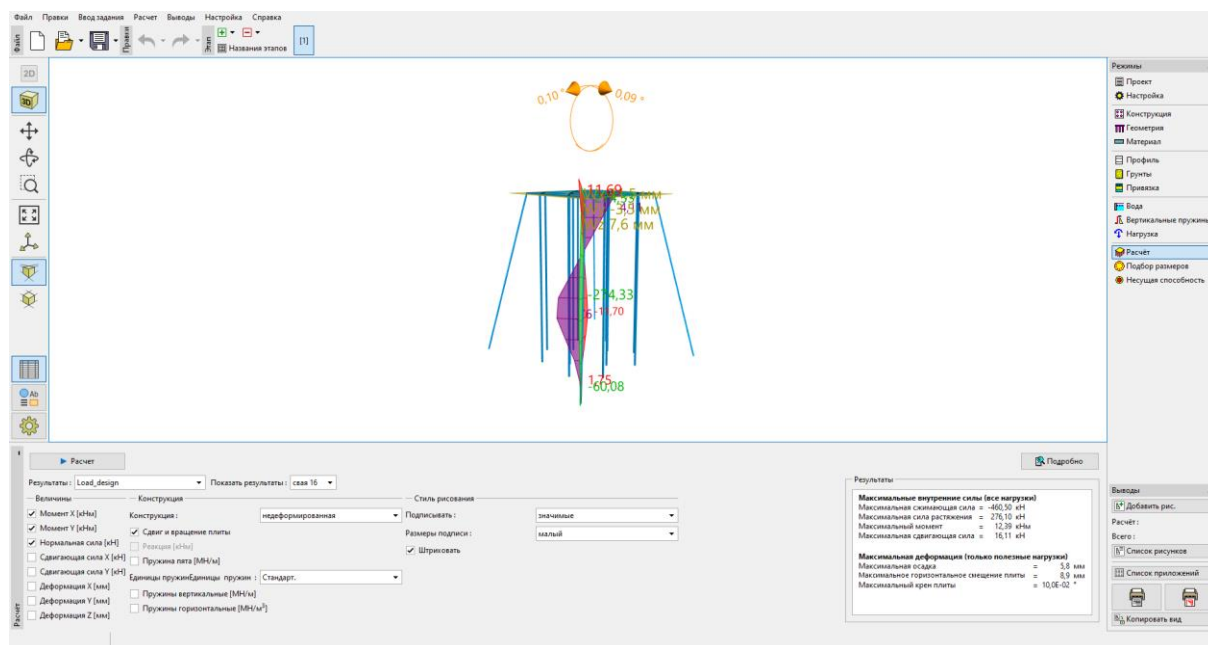 Файл Правки Ввод задания Расчет Выводы Настройка Справка
Файл
Правки
Этап
Названия этапов
[1]
2D
3D
Ab
0,10 °
0,09 °
11,69
мм
мм
7,6 мм
-274,33
-11,70
1,75
-60,08
Режимы
Проект
Настройка
Конструкция
Геометрия
Материал
Профиль
Грунты
Привязка
Вода
Вертикальные пружины
Нагрузка
Расчёт
Подбор размеров
Несущая способность
Расчет
Подробно
Результаты : Load_design Показать результаты : свая 16
Величины
Момент X [кНм]
Момент Y [кНм]
Нормальная сила [кН]
Сдвигающая сила X [кН]
Сдвигающая сила Y [кН]
Деформация X [мм]
Деформация Y [мм]
Деформация Z [мм]
Конструкция
Конструкция : недеформированная
Сдвиг и вращение плиты
Реакция [кНм]
Пружина пята [МН/м]
Единицы пружинЕдиницы пружин : Стандарт.
Пружины вертикальные [МН/м]
Пружины горизонтальные [МН/м³]
Стиль рисования
Подписывать : значимые
Размеры подписи : малый
Штриховать
Результаты
Максимальные внутренние силы (все нагрузки)
Максимальная сжимающая сила = -460,50 кН
Максимальная сила растяжения = 276,10 кН
Максимальный момент = 12,39 кНм
Максимальная сдвигающая сила = 16,11 кН
Максимальная деформация (только полезные нагрузки)
Максимальная осадка = 5,8 мм
Максимальное горизонтальное смещение плиты = 8,9 мм
Максимальный крен плиты = 10,0E-02 °
Расчёт
Выводы
Добавить рис.
Расчёт :
Всего :
Список рисунков
Список приложений
Копировать вид